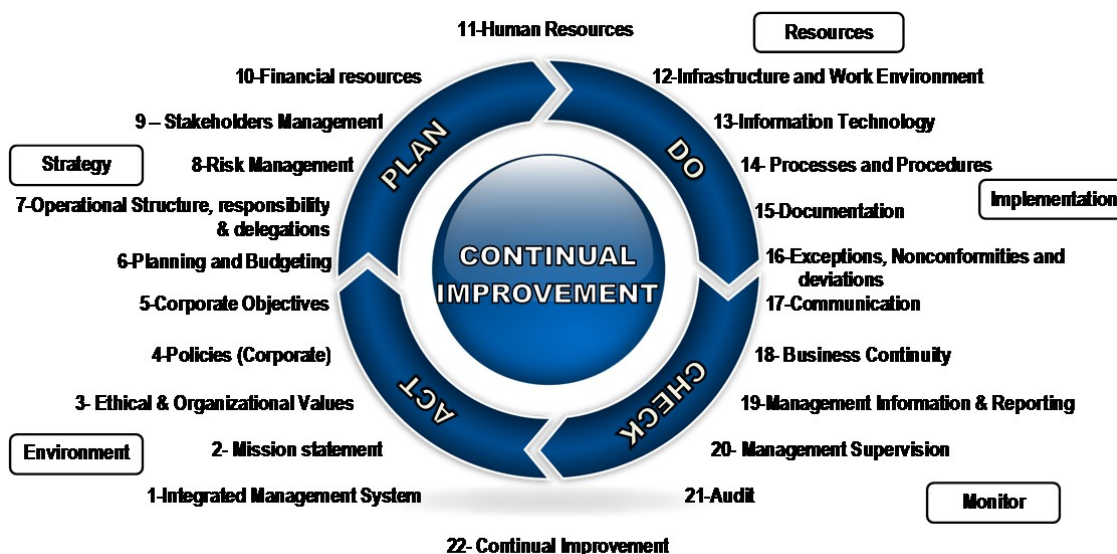 11-Human Resources
Resources
10-Financial resources
12-Infrastructure and Work Environment
9 – Stakeholders Management
13-Information Technology
PLAN
DO
Strategy
8-Risk Management
14- Processes and Procedures
Implementation
7-Operational Structure, responsibility
& delegations
15-Documentation
CONTINUAL
IMPROVEMENT
6-Planning and Budgeting
16-Exceptions, Nonconformities and
deviations
5-Corporate Objectives
17-Communication
4-Policies (Corporate)
18- Business Continuity
ACT
CHECK
3- Ethical & Organizational Values
19-Management Information & Reporting
Environment
2- Mission statement
20- Management Supervision
1-Integrated Management System
21-Audit
Monitor
22- Continual Improvement